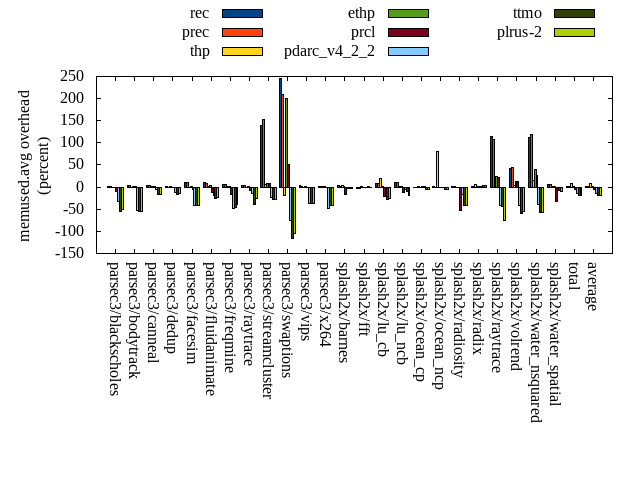 rec
prec
thp
ethp
prcl
pdarc_v4_2_2
ttmo
plrus-2
memused.avg overhead
(percent)
250
200
150
100
50
0
-50
-100
-150
parsec3/blackscholes
parsec3/bodytrack
parsec3/canneal
parsec3/dedup
parsec3/facesim
parsec3/fluidanimate
parsec3/freqmine
parsec3/raytrace
parsec3/streamcluster
parsec3/swaptions
parsec3/vips
parsec3/x264
splash2x/barnes
splash2x/fft
splash2x/lu_cb
splash2x/lu_ncb
splash2x/ocean_cp
splash2x/ocean_ncp
splash2x/radiosity
splash2x/radix
splash2x/raytrace
splash2x/volrend
splash2x/water_nsquared
splash2x/water_spatial
total
average